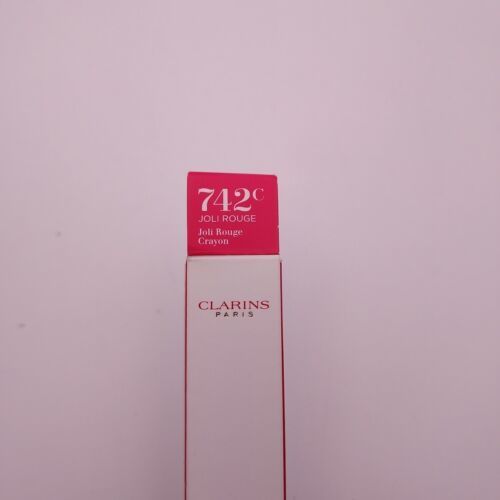 742C
JOLI ROUGE
Joli Rouge
Crayon
CLARINS
PARIS